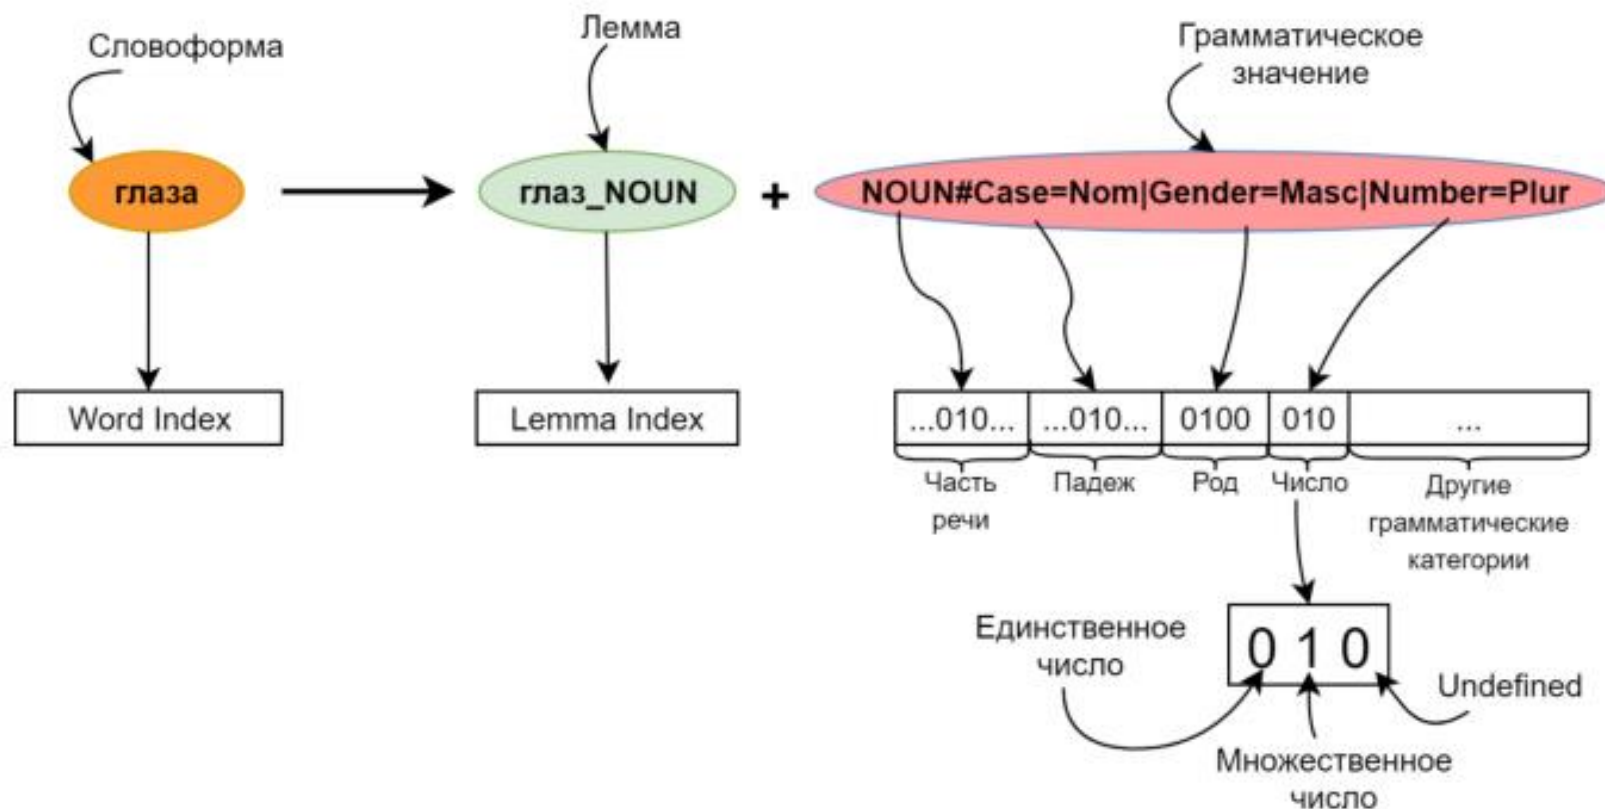 Словоформа
Лемма
Грамматическое
значение
глаза
глаз_NOUN
+
NOUN#Case=Nom|Gender=Masc|Number=Plur
Word Index
Lemma Index
...010...
...010...
0100
010
...
Часть
речи
Падеж
Род
Число
Другие
грамматические
категории
Единственное
число
0 1 0
Undefined
Множественное
число